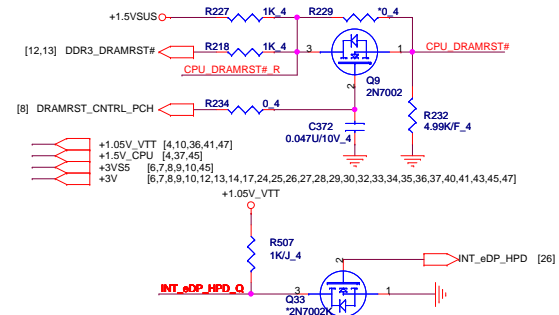 +1.5VSUS R227 1K_4 R229 *0_4
[12,13] DDR3_DRAMRST# R218 1K_4 3 1 CPU_DRAMRST#
CPU_DRAMRST#_R
Q9
2N7002
2
[8] DRAMRST_CNTRL_PCH R234 0_4
C372
0.047U/10V_4
R232
4.99K/F_4
+1.05V_VTT [4,10,36,41,47]
+1.5V_CPU [4,37,45]
+3VS5 [6,7,8,9,10,45]
+3V [6,7,8,9,10,12,13,14,17,24,25,26,27,28,29,30,32,33,34,35,36,37,40,41,43,45,47]
+1.05V_VTT
R507
1K/J_4
2 INT_eDP_HPD [26]
INT_eDP_HPD_Q 3 1
Q33
*2N7002K